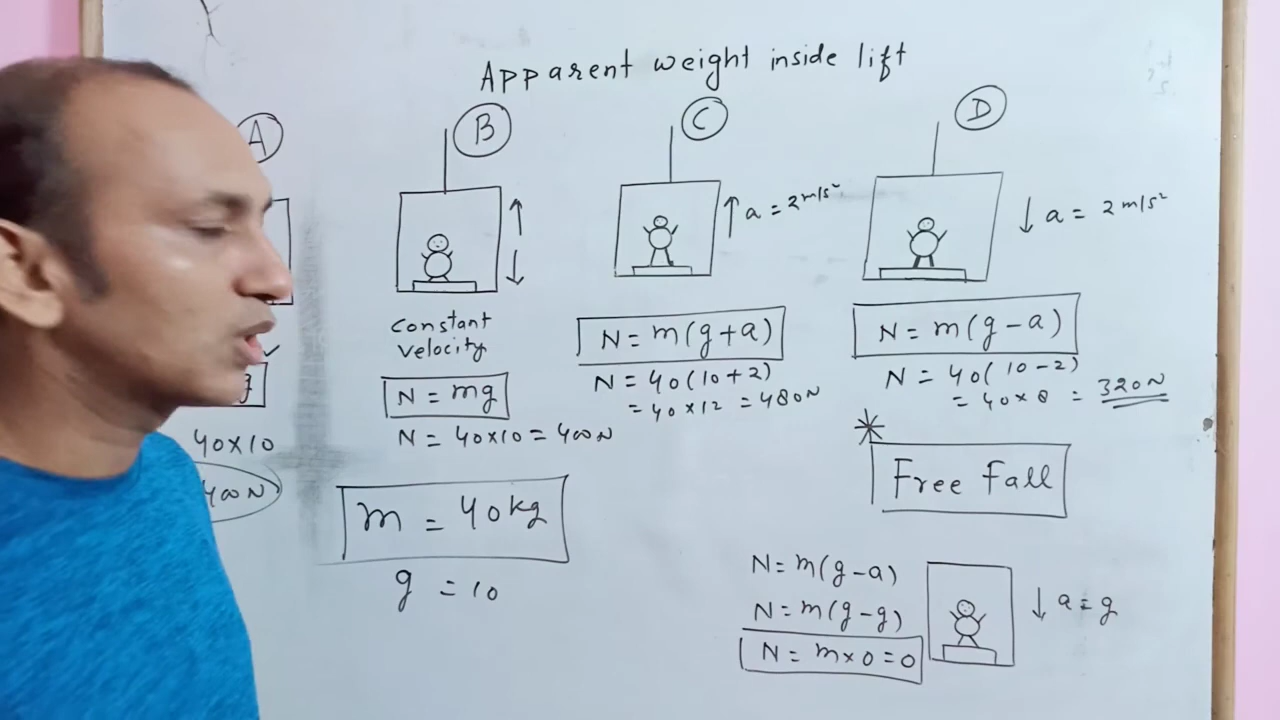 Apparent weight inside lift
A
B
C
D
a = 2 m/s²
a = 2 m/s²
40×10
400N
constant
velocity
N = mg
N = 40×10 = 400N
N = m(g+a)
N = 40(10+2)
= 40×12 = 480N
N = m(g-a)
N = 40(10-2)
= 40×8 = 320N
*
Free Fall
m = 40kg
g = 10
N = m(g-a)
N = m(g-g)
N = m×0=0
a = g